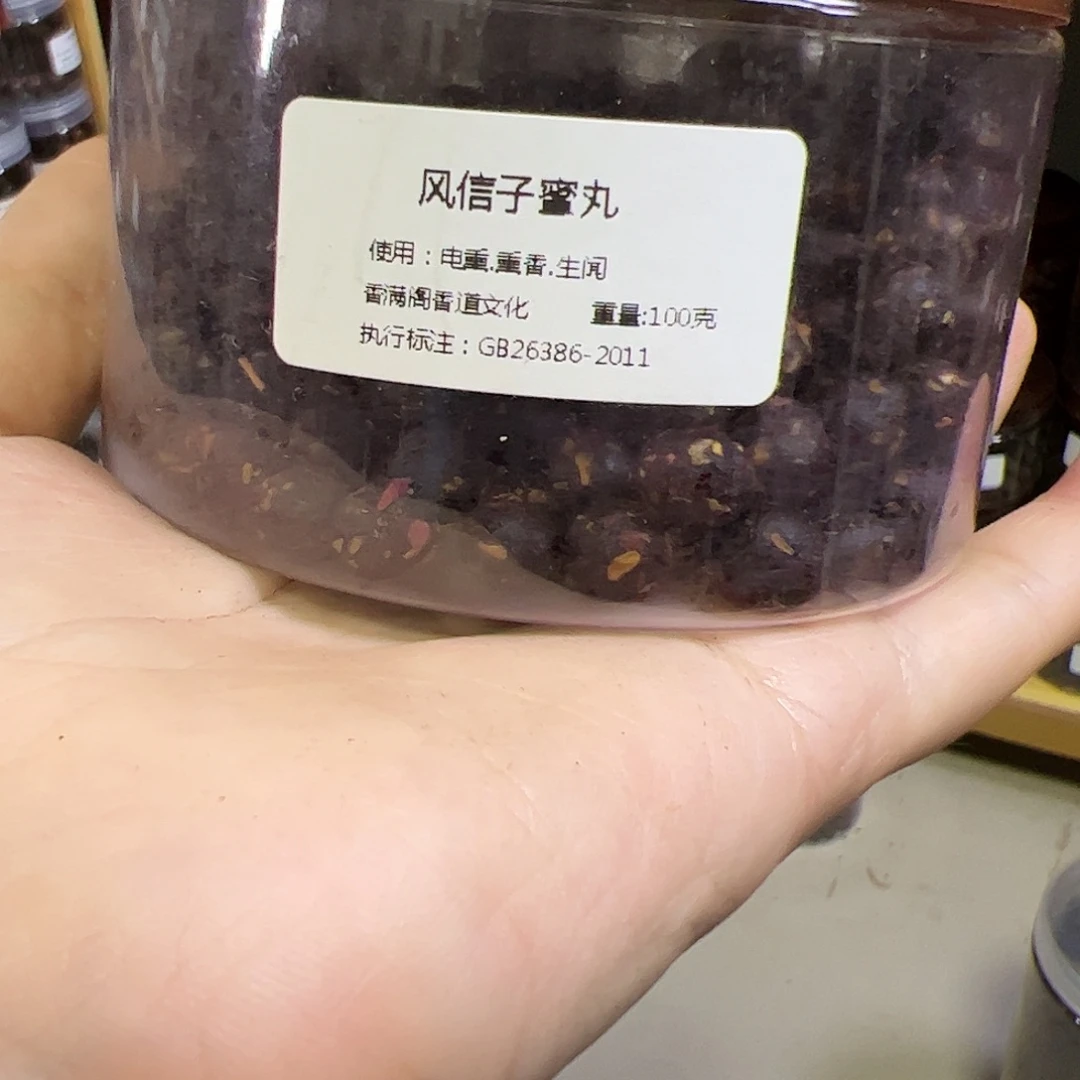 风信子蜜丸
使用：电熏.熏香.生闻
香满阁香道文化 重量:100克
执行标注：GB26386-2011